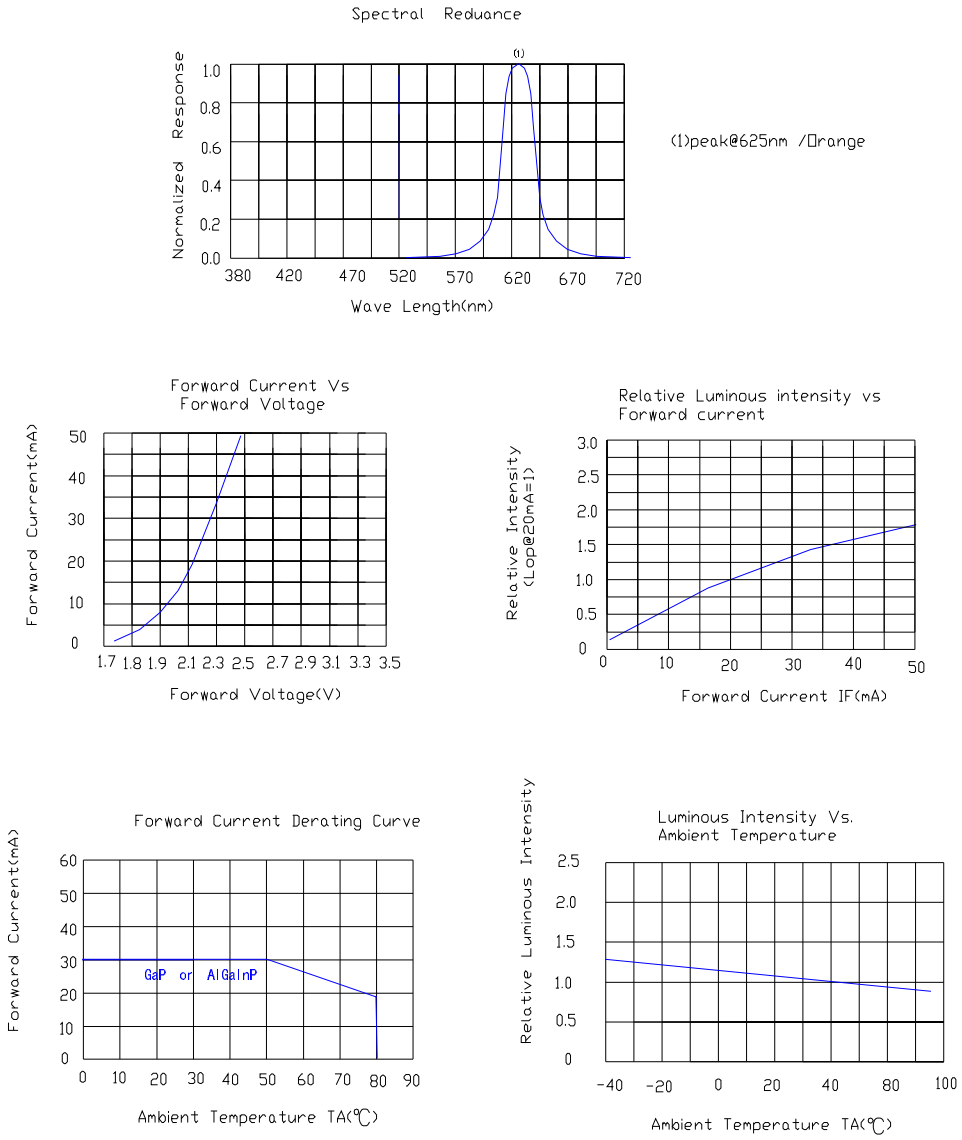 Spectral Reduance
(1)
Normalized Response
1.0
0.8
0.6
0.4
0.2
0.0
380 420 470 520 570 620 670 720
Wave Length(nm)
(1)peak@625nm /▯range
Forward Current Vs
Forward Voltage
Forward Current(mA)
50
40
30
20
10
0
1.7 1.8 1.9 2.1 2.3 2.5 2.7 2.9 3.1 3.3 3.5
Forward Voltage(V)
Relative Luminous intensity vs
Forward current
Relative Intensity
(Lop@20mA=1)
3.0
2.5
2.0
1.5
1.0
0.5
0
0 10 20 30 40 50
Forward Current IF(mA)
Forward Current Derating Curve
Forward Current(mA)
60
50
40
30
20
10
0
GaP or AlGaInP
0 10 20 30 40 50 60 70 80 90
Ambient Temperature TA(℃)
Luminous Intensity Vs.
Ambient Temperature
Relative Luminous Intensity
2.5
2.0
1.5
1.0
0.5
0
-40 -20 0 20 40 60 80 100
Ambient Temperature TA(℃)